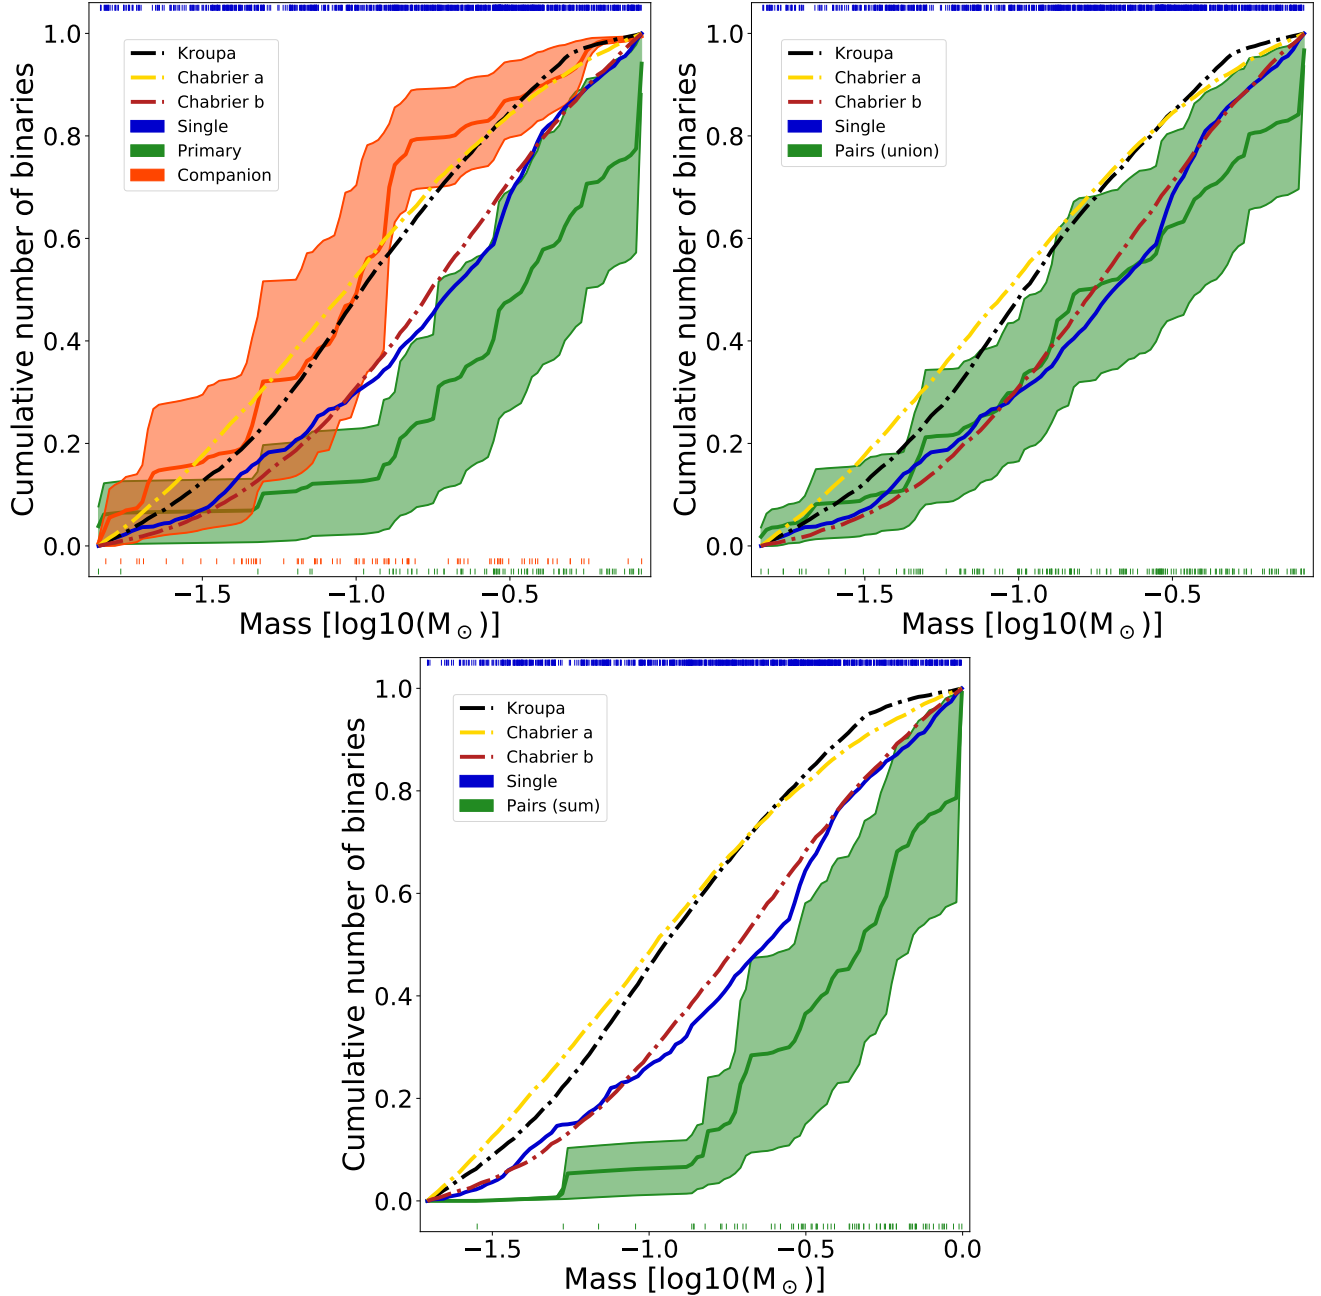 Cumulative number of binaries
1.0
0.8
0.6
0.4
0.2
0.0
Kroupa
Chabrier a
Chabrier b
Single
Primary
Companion
−1.5
−1.0
−0.5
Mass [log10(M⊙)]
Cumulative number of binaries
1.0
0.8
0.6
0.4
0.2
0.0
Kroupa
Chabrier a
Chabrier b
Single
Pairs (union)
−1.5
−1.0
−0.5
Mass [log10(M⊙)]
Cumulative number of binaries
1.0
0.8
0.6
0.4
0.2
0.0
Kroupa
Chabrier a
Chabrier b
Single
Pairs (sum)
−1.5
−1.0
−0.5
0.0
Mass [log10(M⊙)]